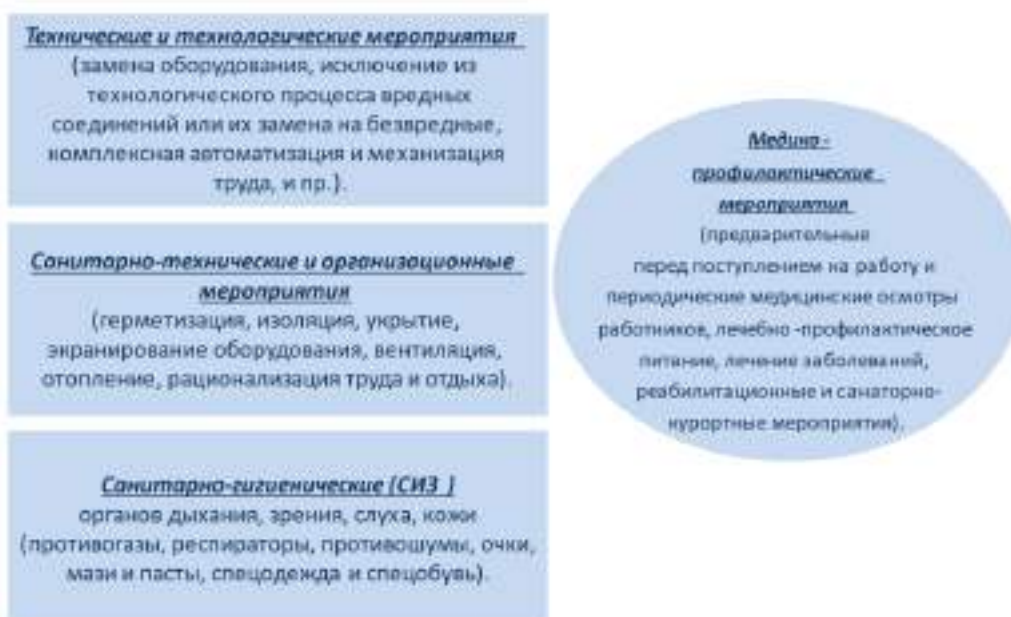 Технические и технологические мероприятия
(замена оборудования, исключение из
технологического процесса вредных
соединений или их замена на безвредные,
комплексная автоматизация и механизация
труда, и пр.).
Санитарно-технические и организационные
мероприятия
(герметизация, изоляция, укрытие,
экранирование оборудования, вентиляция,
отопление, рационализация труда и отдыха).
Санитарно-гигиенические (СИЗ )
органов дыхания, зрения, слуха, кожи
(противогазы, респираторы, противошумы, очки,
мази и пасты, спецодежда и спецобувь).
Медико -
профилактические
мероприятия
(предварительные
перед поступлением на работу и
периодические медицинские осмотры
работников, лечебно -профилактическое
питание, лечение заболеваний,
реабилитационные и санаторно-
курортные мероприятия).